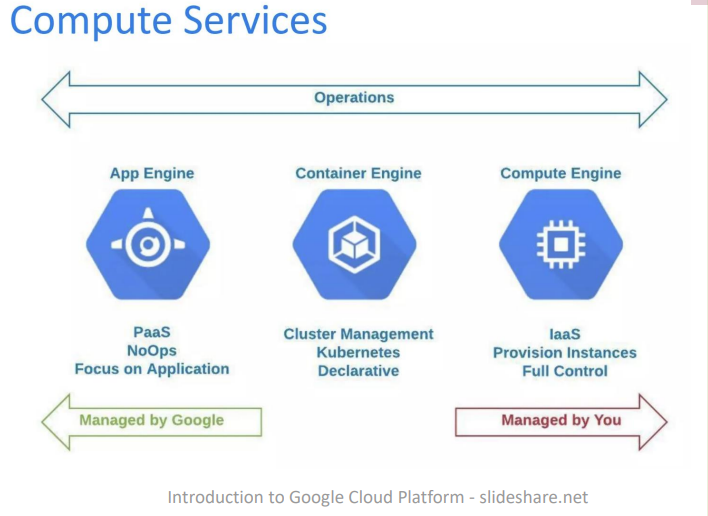 Compute Services
Operations
App Engine
Container Engine
Compute Engine
PaaS
NoOps
Focus on Application
Cluster Management
Kubernetes
Declarative
IaaS
Provision Instances
Full Control
Managed by Google
Managed by You
Introduction to Google Cloud Platform - slideshare.net